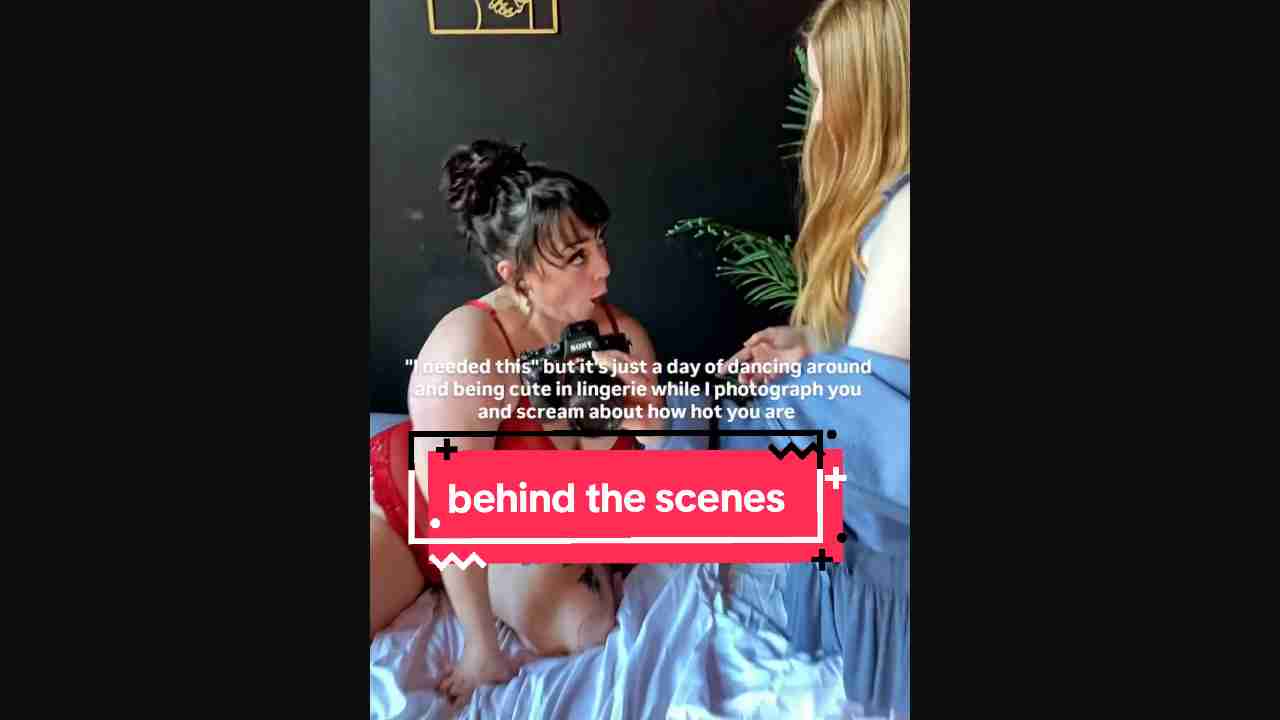 SONY
"I needed this" but it's just a day of dancing around
and being cute in lingerie while I photograph you
and scream about how hot you are
behind the scenes